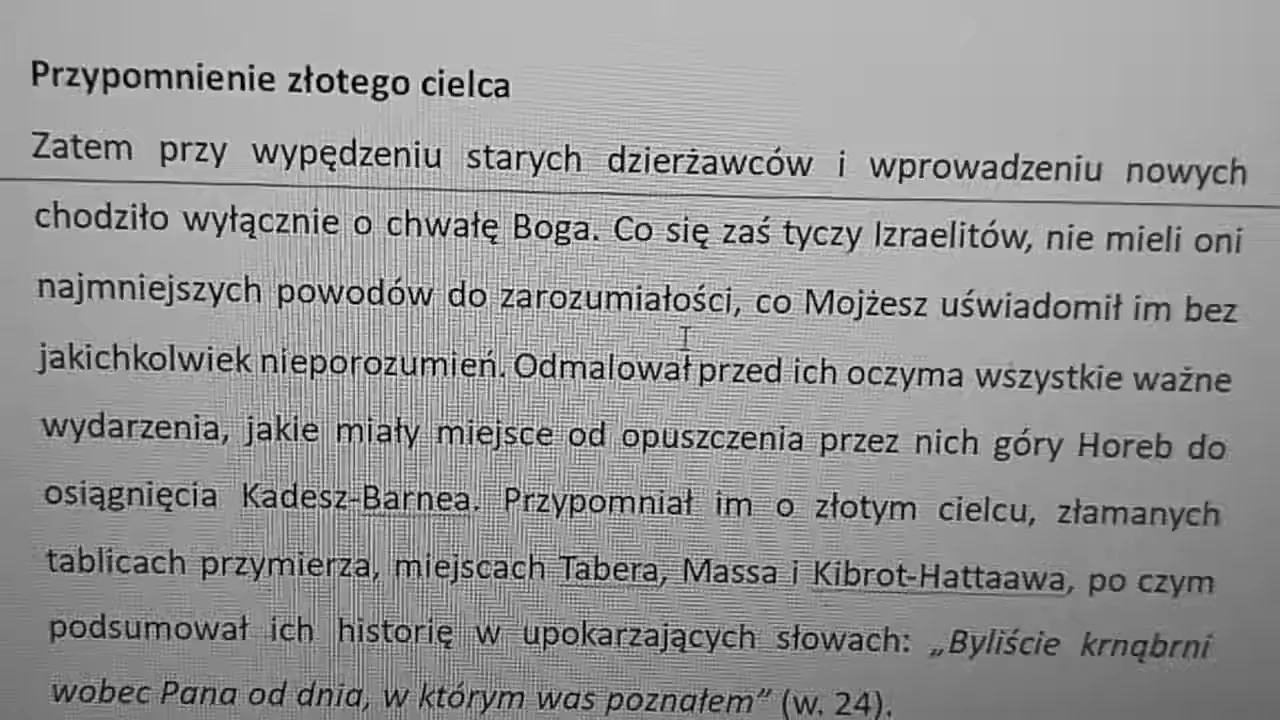 Przypomnienie złotego cielca
Zatem przy wypędzeniu starych dzierżawców i wprowadzeniu nowych
chodziło wyłącznie o chwałę Boga. Co się zaś tyczy Izraelitów, nie mieli oni
najmniejszych powodów do zarozumiałości, co Mojżesz uświadomił im bez
jakichkolwiek nieporozumień. Odmalował przed ich oczyma wszystkie ważne
wydarzenia, jakie miały miejsce od opuszczenia przez nich góry Horeb do
osiągnięcia Kadesz-Barnea. Przypomniał im o złotym cielcu, złamanych
tablicach przymierza, miejscach Tabera, Massa i Kibrot-Hattaawa, po czym
podsumował ich historię w upokarzających słowach: „Byliście krnąbrni
wobec Pana od dnia, w którym was poznałem” (w. 24).